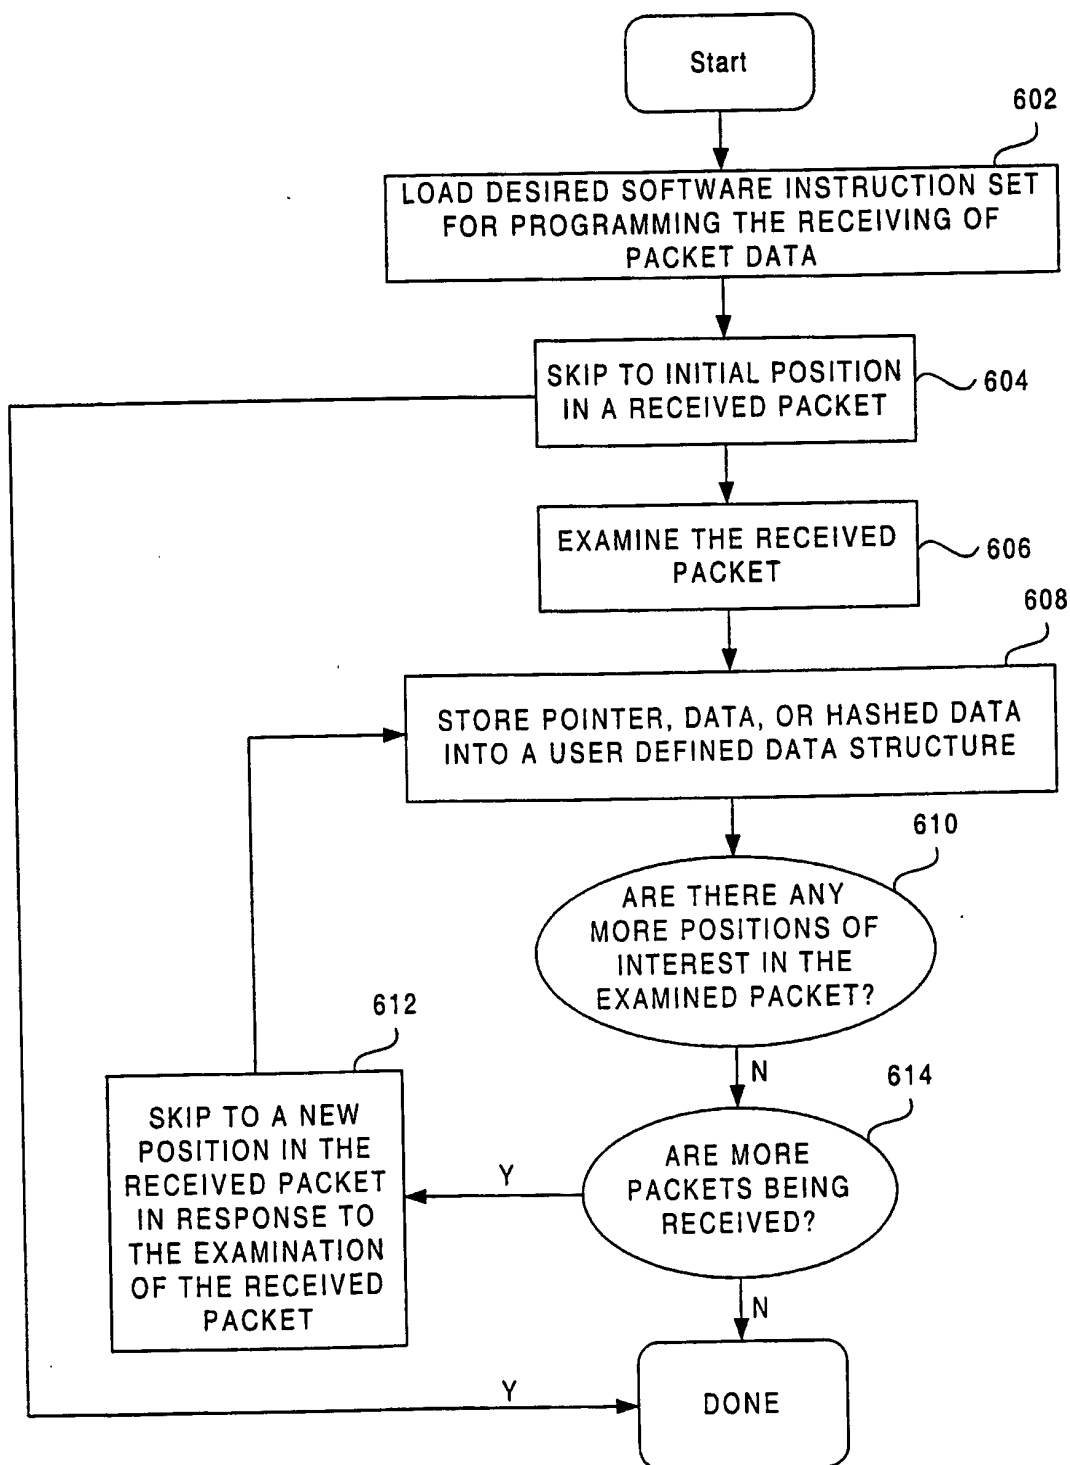 Start
602
LOAD DESIRED SOFTWARE INSTRUCTION SET
FOR PROGRAMMING THE RECEIVING OF
PACKET DATA
SKIP TO INITIAL POSITION
IN A RECEIVED PACKET
604
EXAMINE THE RECEIVED
PACKET
606
608
STORE POINTER, DATA, OR HASHED DATA
INTO A USER DEFINED DATA STRUCTURE
610
ARE THERE ANY
MORE POSITIONS OF
INTEREST IN THE
EXAMINED PACKET?
612
N
614
SKIP TO A NEW
POSITION IN THE
RECEIVED PACKET
IN RESPONSE TO
THE EXAMINATION
OF THE RECEIVED
PACKET
Y
ARE MORE
PACKETS BEING
RECEIVED?
N
Y
DONE